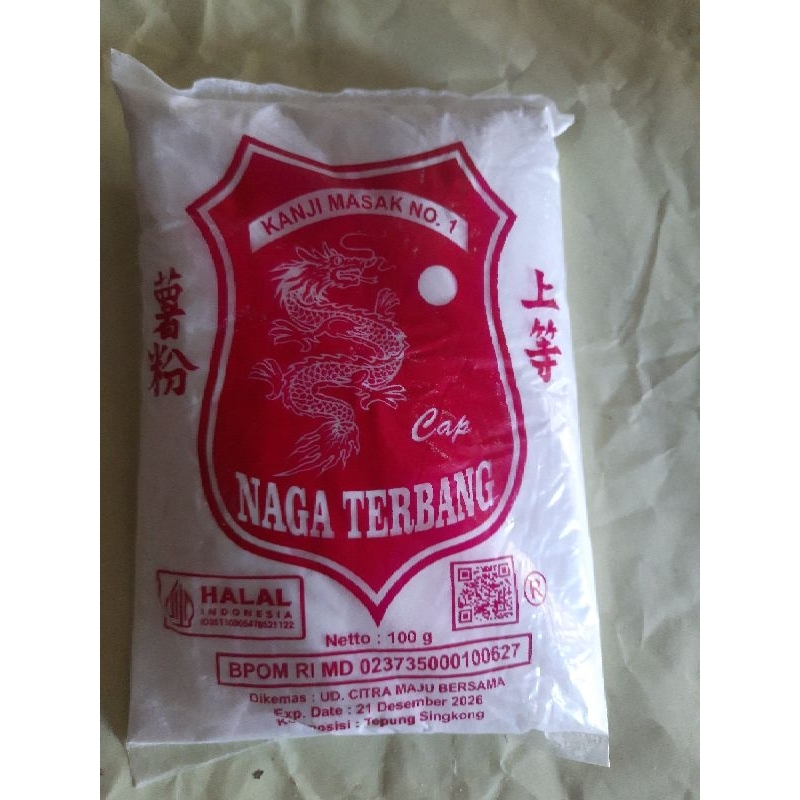 KANJI MASAK NO. 1
薯粉
上等
Cap
NAGA TERBANG
HALAL
INDONESIA
Netto : 100 g
BPOM RI MD 023735000100627
Dikemas : UD. CITRA MAJU BERSAMA
Exp. Date : 21 Desember 2026
Tepung Singkong
®